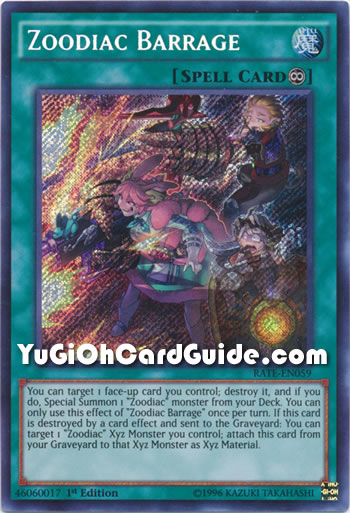 Zoodiac Barrage
魔
[Spell Card]
YuGiOhCardGuide.com
RATE-EN059
You can target 1 face-up card you control; destroy it, and if you
do, Special Summon 1 "Zoodiac" monster from your Deck. You can
only use this effect of "Zoodiac Barrage" once per turn. If this card
is destroyed by a card effect and sent to the Graveyard: You can
target 1 "Zoodiac" Xyz Monster you control; attach this card
from your Graveyard to that Xyz Monster as Xyz Material.
46060017 1st Edition
©1996 KAZUKI TAKAHASHI